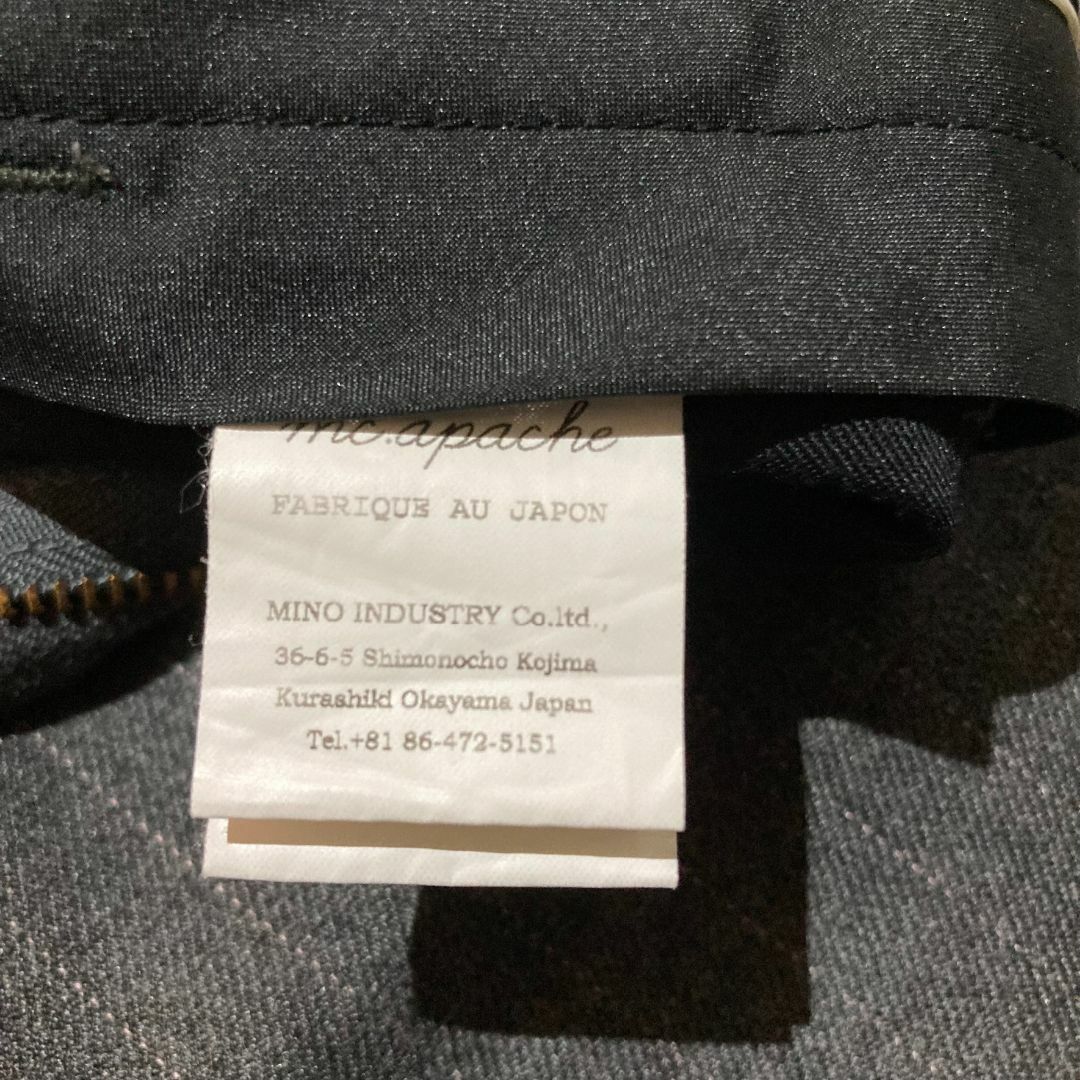 mc.apache
FABRIQUE AU JAPON
MINO INDUSTRY Co.ltd.,
36-6-5 Shimonocho Kojima
Kurashiki Okayama Japan
Tel.+81 86-472-5151